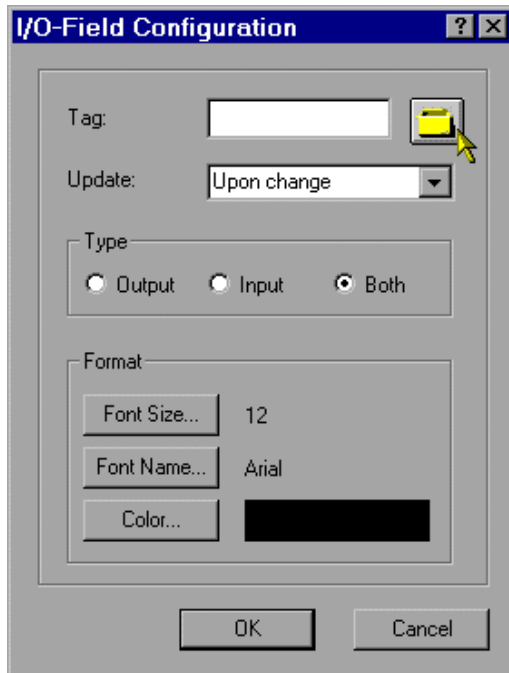 I/O-Field Configuration
Tag:
Update: Upon change
Type
Output Input Both
Format
Font Size... 12
Font Name... Arial
Color...
OK Cancel